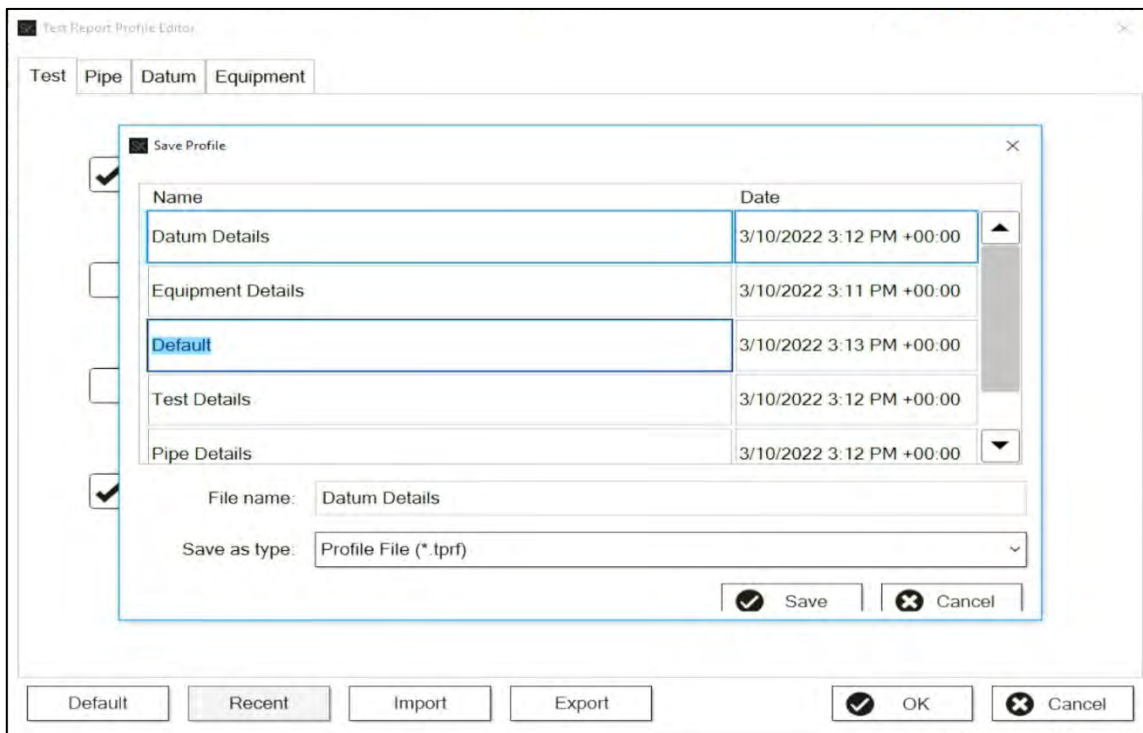 SK Test Report Profile Editor
Test Pipe Datum Equipment
SK Save Profile
Name Date
Datum Details 3/10/2022 3:12 PM +00:00
Equipment Details 3/10/2022 3:11 PM +00:00
Default 3/10/2022 3:13 PM +00:00
Test Details 3/10/2022 3:12 PM +00:00
Pipe Details 3/10/2022 3:12 PM +00:00
File name: Datum Details
Save as type: Profile File (*.tprf)
Save Cancel
Default Recent Import Export OK Cancel